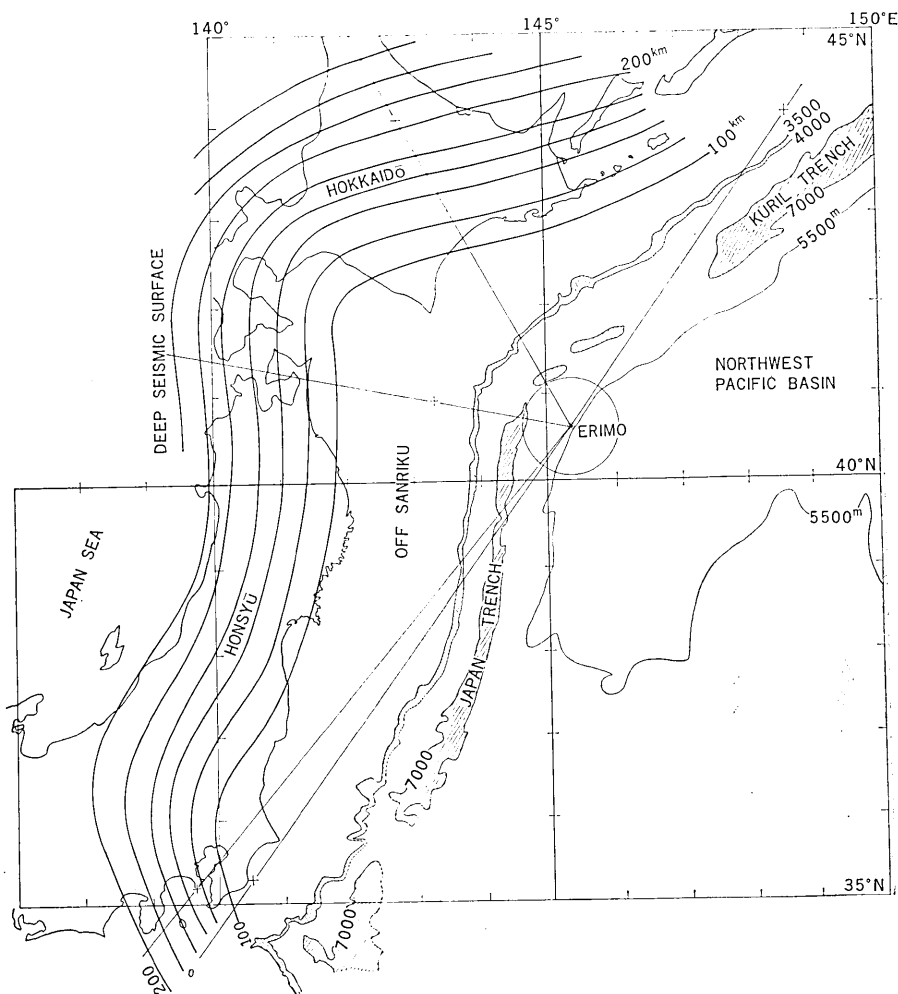 140°
145°
150°E
45°N
200km
3500
4000
100km
KURIL TRENCH
7000
5500m
HOKKAIDŌ
DEEP SEISMIC SURFACE
NORTHWEST
PACIFIC BASIN
ERIMO
40°N
OFF SANRIKU
5500m
JAPAN SEA
HONSYŪ
JAPAN TRENCH
7000
35°N
7000
100
0
200